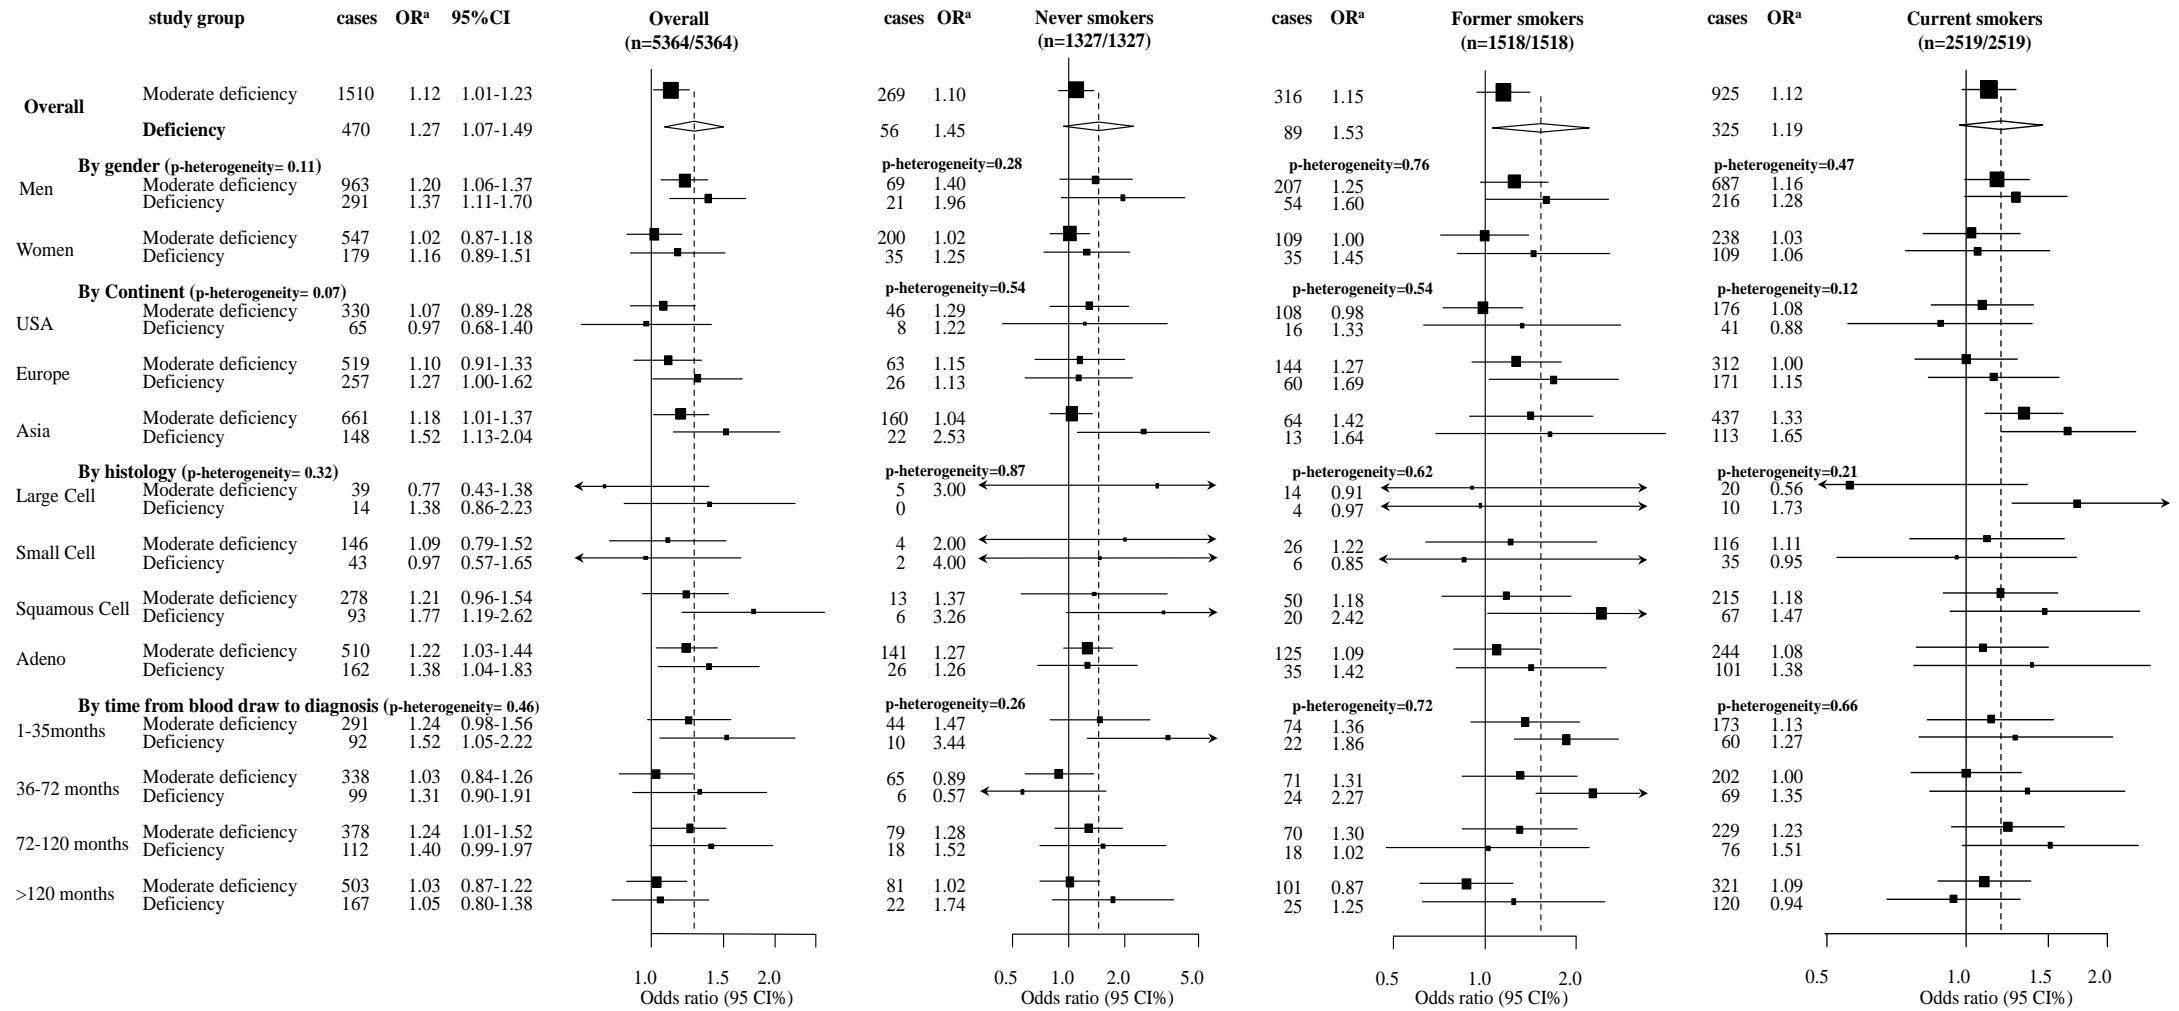 study group cases ORᵃ 95%CI Overall cases ORᵃ Never smokers cases ORᵃ Former smokers cases ORᵃ Current smokers
(n=5364/5364) (n=1327/1327) (n=1518/1518) (n=2519/2519)
Overall
Moderate deficiency 1510 1.12 1.01-1.23 269 1.10 316 1.15 925 1.12
Deficiency 470 1.27 1.07-1.49 56 1.45 89 1.53 325 1.19
By gender (p-heterogeneity= 0.11) p-heterogeneity=0.28 p-heterogeneity=0.76 p-heterogeneity=0.47
Men
Moderate deficiency 963 1.20 1.06-1.37 69 1.40 207 1.25 687 1.16
Deficiency 291 1.37 1.11-1.70 21 1.96 54 1.60 216 1.28
Women
Moderate deficiency 547 1.02 0.87-1.18 200 1.02 109 1.00 238 1.03
Deficiency 179 1.16 0.89-1.51 35 1.25 35 1.45 109 1.06
By Continent (p-heterogeneity= 0.07) p-heterogeneity=0.54 p-heterogeneity=0.54 p-heterogeneity=0.12
USA
Moderate deficiency 330 1.07 0.89-1.28 46 1.29 108 0.98 176 1.08
Deficiency 65 0.97 0.68-1.40 8 1.22 16 1.33 41 0.88
Europe
Moderate deficiency 519 1.10 0.91-1.33 63 1.15 144 1.27 312 1.00
Deficiency 257 1.27 1.00-1.62 26 1.13 60 1.69 171 1.15
Asia
Moderate deficiency 661 1.18 1.01-1.37 160 1.04 64 1.42 437 1.33
Deficiency 148 1.52 1.13-2.04 22 2.53 13 1.64 113 1.65
By histology (p-heterogeneity= 0.32) p-heterogeneity=0.87 p-heterogeneity=0.62 p-heterogeneity=0.21
Large Cell
Moderate deficiency 39 0.77 0.43-1.38 5 3.00 14 0.91 20 0.56
Deficiency 14 1.38 0.86-2.23 0 4 0.97 10 1.73
Small Cell
Moderate deficiency 146 1.09 0.79-1.52 4 2.00 26 1.22 116 1.11
Deficiency 43 0.97 0.57-1.65 2 4.00 6 0.85 35 0.95
Squamous Cell
Moderate deficiency 278 1.21 0.96-1.54 13 1.37 50 1.18 215 1.18
Deficiency 93 1.77 1.19-2.62 6 3.26 20 2.42 67 1.47
Adeno
Moderate deficiency 510 1.22 1.03-1.44 141 1.27 125 1.09 244 1.08
Deficiency 162 1.38 1.04-1.83 26 1.26 35 1.42 101 1.38
By time from blood draw to diagnosis (p-heterogeneity= 0.46) p-heterogeneity=0.26 p-heterogeneity=0.72 p-heterogeneity=0.66
1-35months
Moderate deficiency 291 1.24 0.98-1.56 44 1.47 74 1.36 173 1.13
Deficiency 92 1.52 1.05-2.22 10 3.44 22 1.86 60 1.27
36-72 months
Moderate deficiency 338 1.03 0.84-1.26 65 0.89 71 1.31 202 1.00
Deficiency 99 1.31 0.90-1.91 6 0.57 24 2.27 69 1.35
72-120 months
Moderate deficiency 378 1.24 1.01-1.52 79 1.28 70 1.30 229 1.23
Deficiency 112 1.40 0.99-1.97 18 1.52 18 1.02 76 1.51
>120 months
Moderate deficiency 503 1.03 0.87-1.22 81 1.02 101 0.87 321 1.09
Deficiency 167 1.05 0.80-1.38 22 1.74 25 1.25 120 0.94
1.0 1.5 2.0 0.5 1.0 2.0 5.0 0.5 1.0 2.0 0.5 1.0 1.5 2.0
Odds ratio (95 CI%) Odds ratio (95 CI%) Odds ratio (95 CI%) Odds ratio (95 CI%)